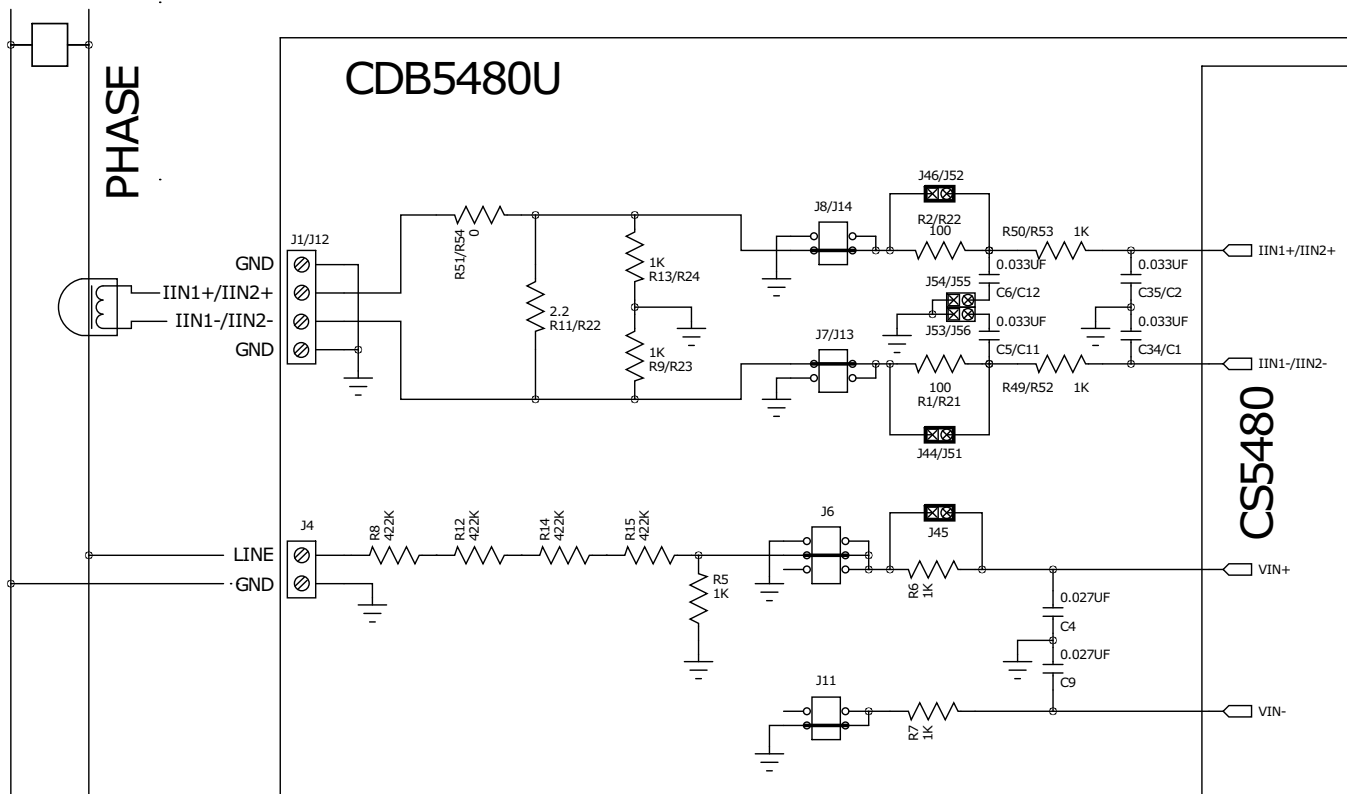 CDB5480U
PHASE
J46/J52
J8/J14
R2/R22
100
R50/R53 1K
J1/J12
R51/R54
0
GND
IIN1+/IIN2+
IIN1-/IIN2-
GND
1K
R13/R24
2.2
R11/R22
1K
R9/R23
0.033UF
C6/C12
J54/J55
J53/J56
0.033UF
C5/C11
0.033UF
C35/C2
0.033UF
C34/C1
IIN1+/IIN2+
J7/J13
100
R1/R21
R49/R52 1K
IIN1-/IIN2-
J44/J51
CS5480
J4
R8
422K
R12
422K
R14
422K
R15
422K
J6
J45
LINE
GND
R5
1K
R6
1K
VIN+
0.027UF
C4
0.027UF
C9
J11
R7
1K
VIN-